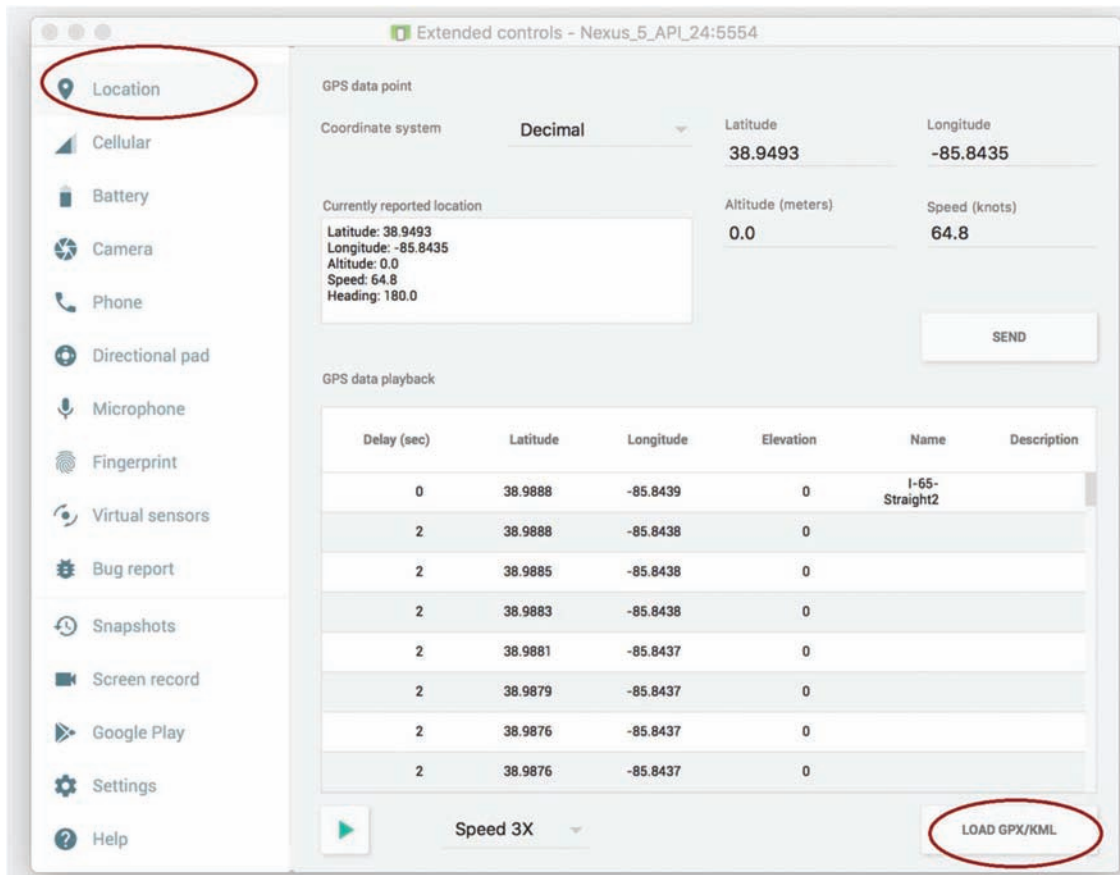 Extended controls - Nexus_5_API_24:5554
Location
Cellular
Battery
Camera
Phone
Directional pad
Microphone
Fingerprint
Virtual sensors
Bug report
Snapshots
Screen record
Google Play
Settings
Help
GPS data point
Coordinate system Decimal
Latitude Longitude
38.9493 -85.8435
Currently reported location
Latitude: 38.9493
Longitude: -85.8435
Altitude: 0.0
Speed: 64.8
Heading: 180.0
Altitude (meters) Speed (knots)
0.0 64.8
SEND
GPS data playback
Delay (sec) Latitude Longitude Elevation Name Description
0 38.9888 -85.8439 0 I-65-
Straight2
2 38.9888 -85.8438 0
2 38.9885 -85.8438 0
2 38.9883 -85.8438 0
2 38.9881 -85.8437 0
2 38.9879 -85.8437 0
2 38.9876 -85.8437 0
2 38.9876 -85.8437 0
Speed 3X
LOAD GPX/KML